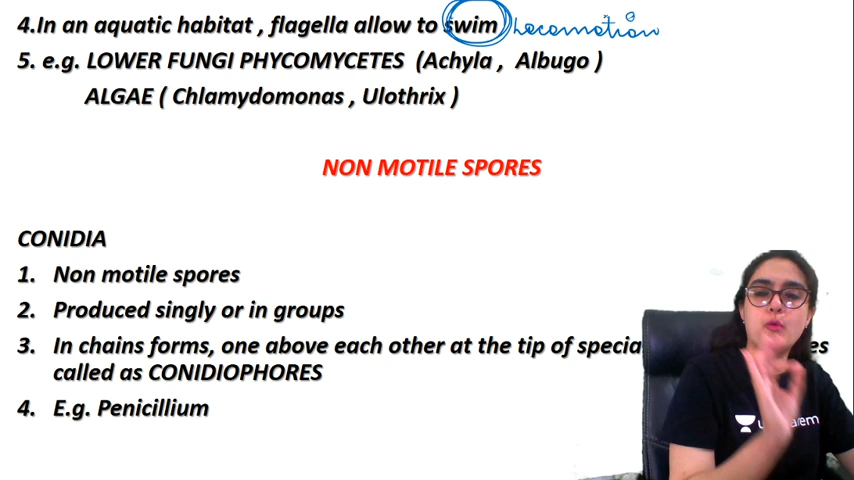 4.In an aquatic habitat , flagella allow to swim Locomotion
5. e.g. LOWER FUNGI PHYCOMYCETES (Achyla , Albugo )
ALGAE ( Chlamydomonas , Ulothrix )
NON MOTILE SPORES
CONIDIA
1. Non motile spores
2. Produced singly or in groups
3. In chains forms, one above each other at the tip of
called as CONIDIOPHORES
4. E.g. Penicillium